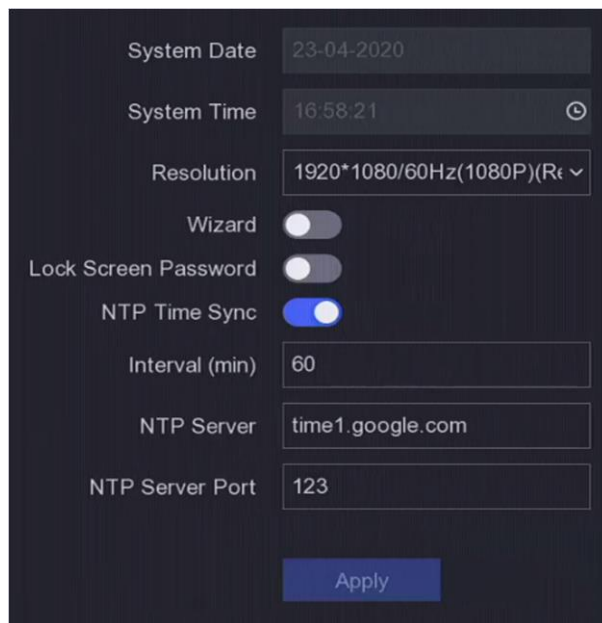 System Date 23-04-2020
System Time 16:58:21
Resolution 1920*1080/60Hz(1080P)(Re
Wizard
Lock Screen Password
NTP Time Sync
Interval (min) 60
NTP Server time1.google.com
NTP Server Port 123
Apply